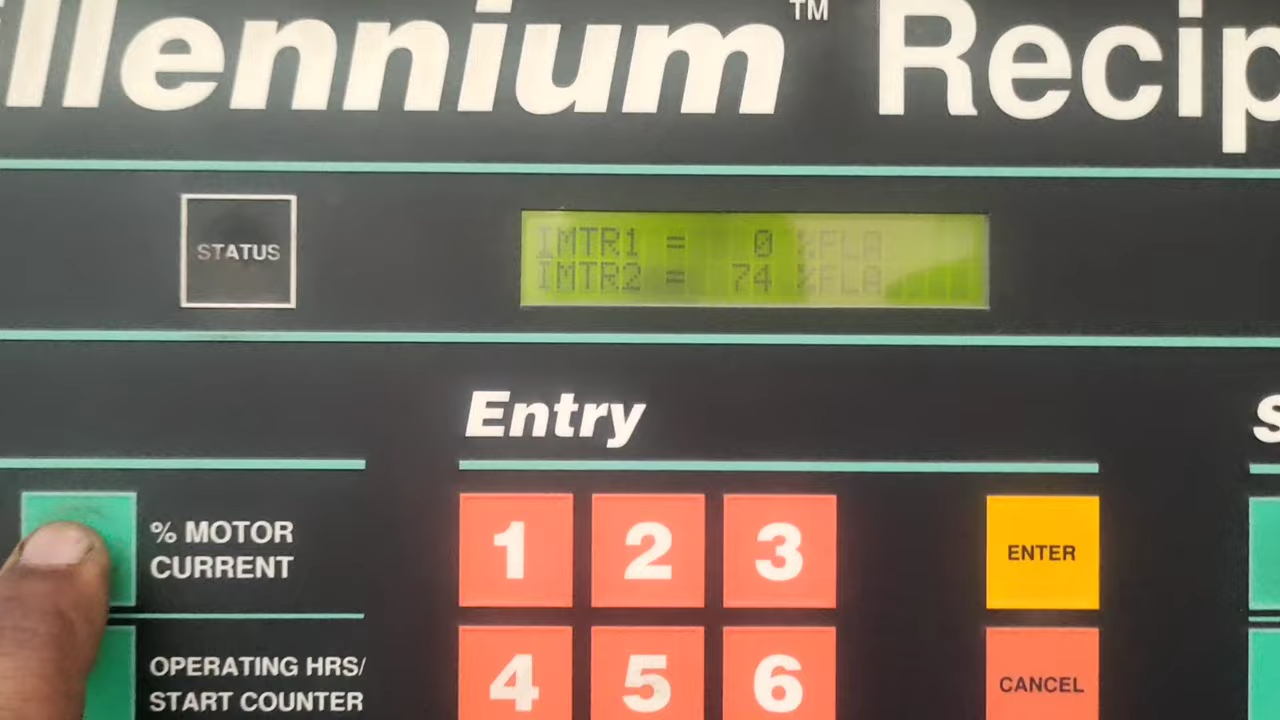 illennium™ Recip
STATUS
IMTR1 = 0 %FLA
IMTR2 = 74 %FLA
Entry
S
% MOTOR
CURRENT
1 2 3
ENTER
OPERATING HRS/
START COUNTER
4 5 6
CANCEL